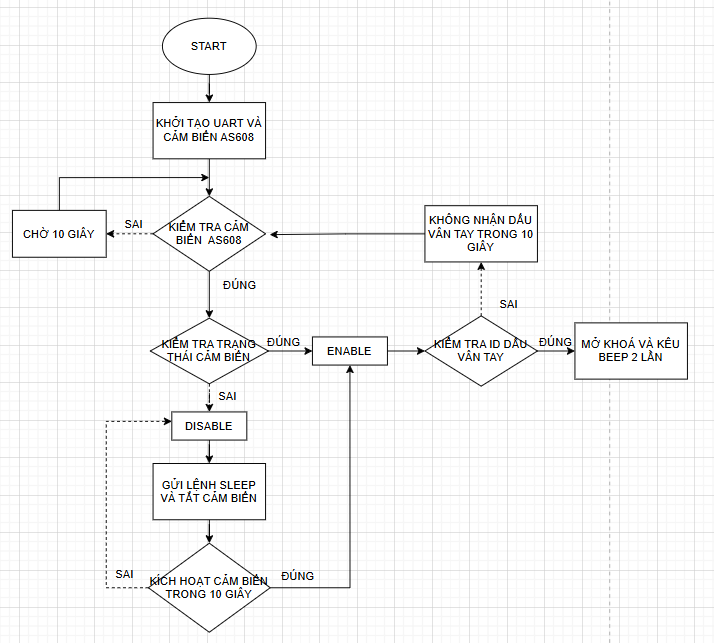 START
KHỞI TẠO UART VÀ
CẢM BIẾN AS608
KIỂM TRA CẢM
BIẾN AS608
SAI
CHỜ 10 GIÂY
KHÔNG NHẬN DẤU
VÂN TAY TRONG 10
GIÂY
ĐÚNG
SAI
KIỂM TRA TRẠNG
THÁI CẢM BIẾN
ĐÚNG
ENABLE
KIỂM TRA ID DẤU
VÂN TAY
ĐÚNG
MỞ KHOÁ VÀ KÊU
BEEP 2 LẦN
SAI
DISABLE
GỬI LỆNH SLEEP
VÀ TẮT CẢM BIẾN
KÍCH HOẠT CẢM BIẾN
TRONG 10 GIÂY
SAI
ĐÚNG